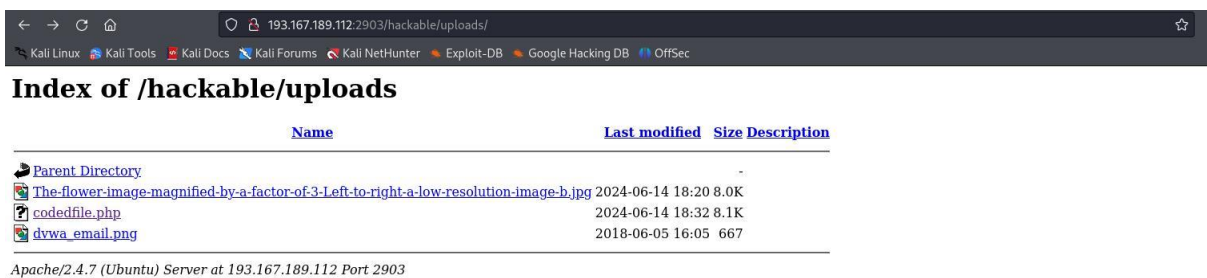 193.167.189.112:2903/hackable/uploads/
Kali Linux Kali Tools Kali Docs Kali Forums Kali NetHunter Exploit-DB Google Hacking DB OffSec
Index of /hackable/uploads
Name Last modified Size Description
Parent Directory -
The-flower-image-magnified-by-a-factor-of-3-Left-to-right-a-low-resolution-image-b.jpg 2024-06-14 18:20 8.0K
codedfile.php 2024-06-14 18:32 8.1K
dvwa_email.png 2018-06-05 16:05 667
Apache/2.4.7 (Ubuntu) Server at 193.167.189.112 Port 2903